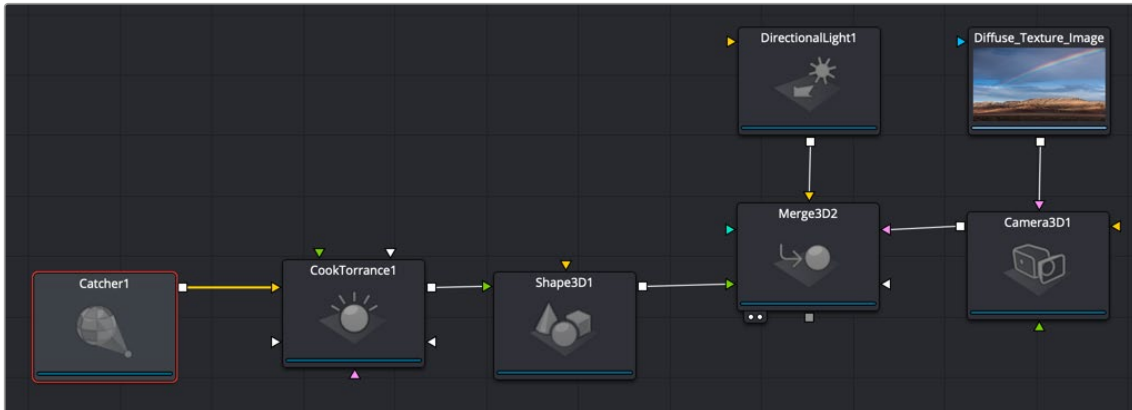 DirectionalLight1
Diffuse_Texture_Image
Merge3D2
Camera3D1
CookTorrance1
Catcher1
Shape3D1